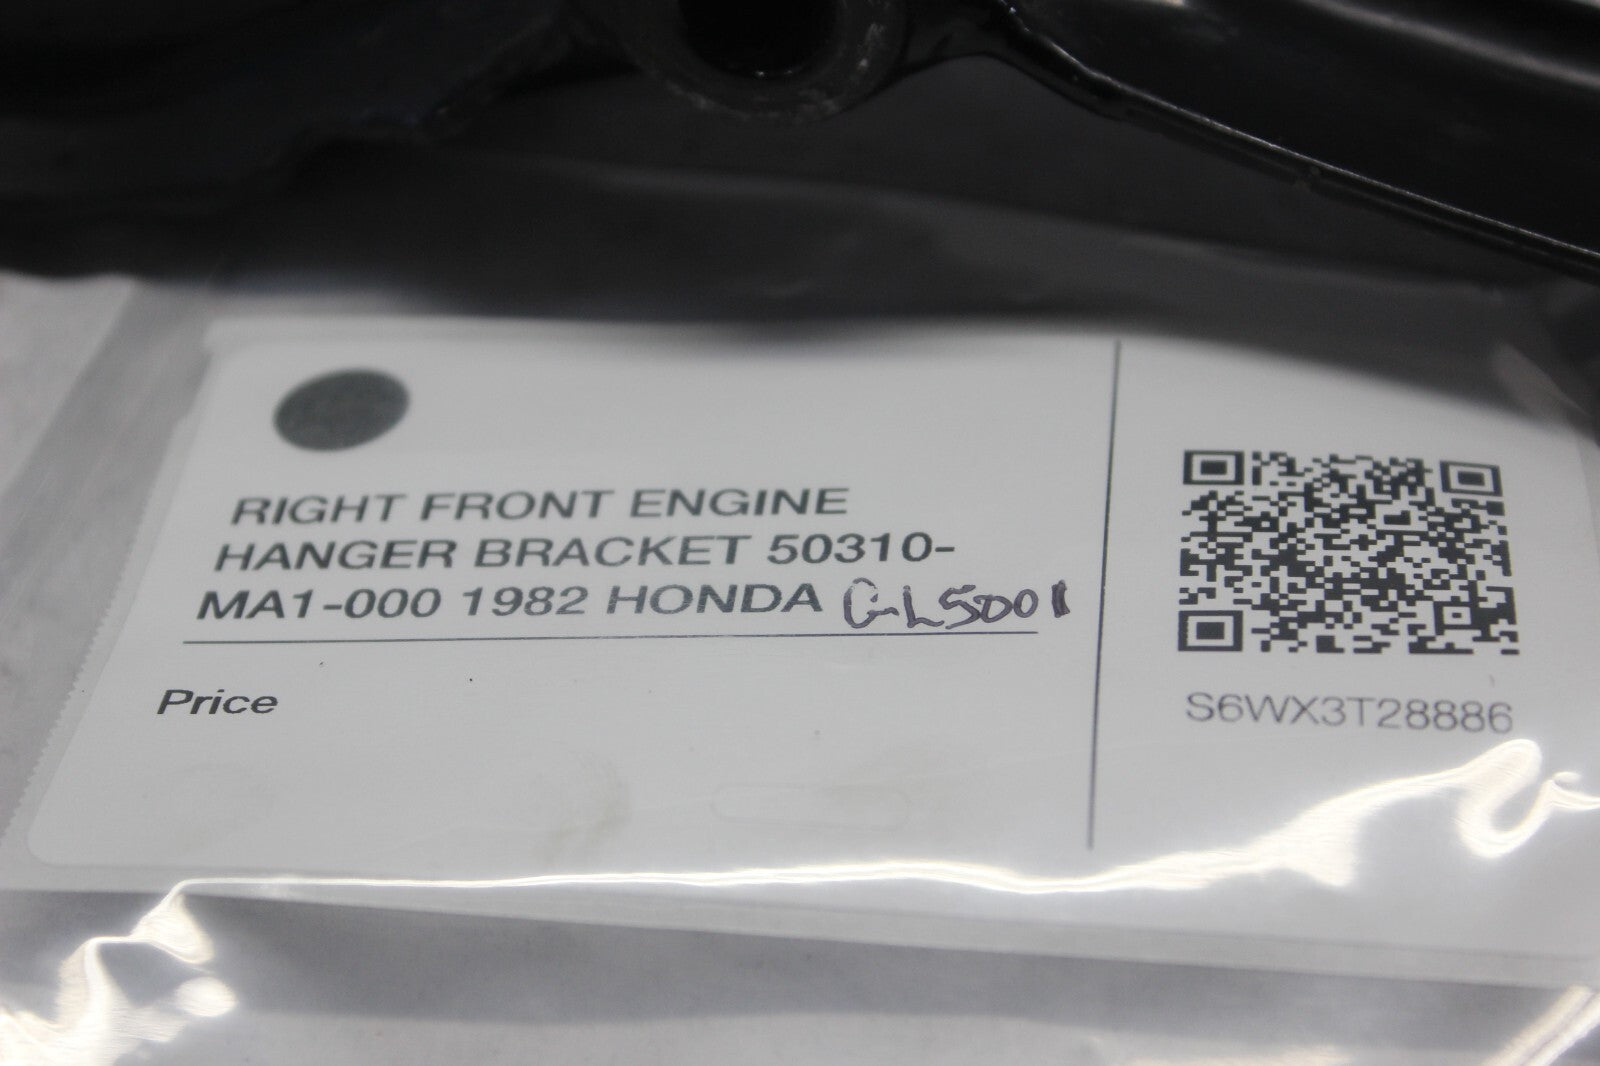 RIGHT FRONT ENGINE
HANGER BRACKET 50310-
MA1-000 1982 HONDA GL500I
Price
S6WX3T28886